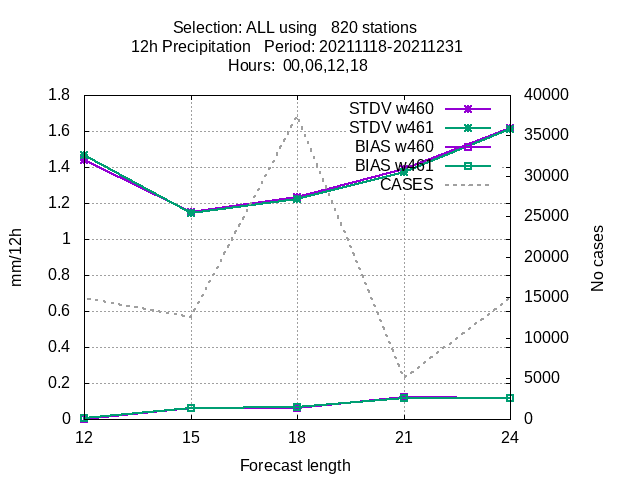 Selection: ALL using   820 stations
12h Precipitation   Period: 20211118-20211231
Hours:  00,06,12,18
STDV w460
STDV w461
BIAS w460
BIAS w461
CASES
1.8
1.6
1.4
1.2
1
0.8
0.6
0.4
0.2
0
mm/12h
40000
35000
30000
25000
20000
15000
10000
5000
0
No cases
12 15 18 21 24
Forecast length